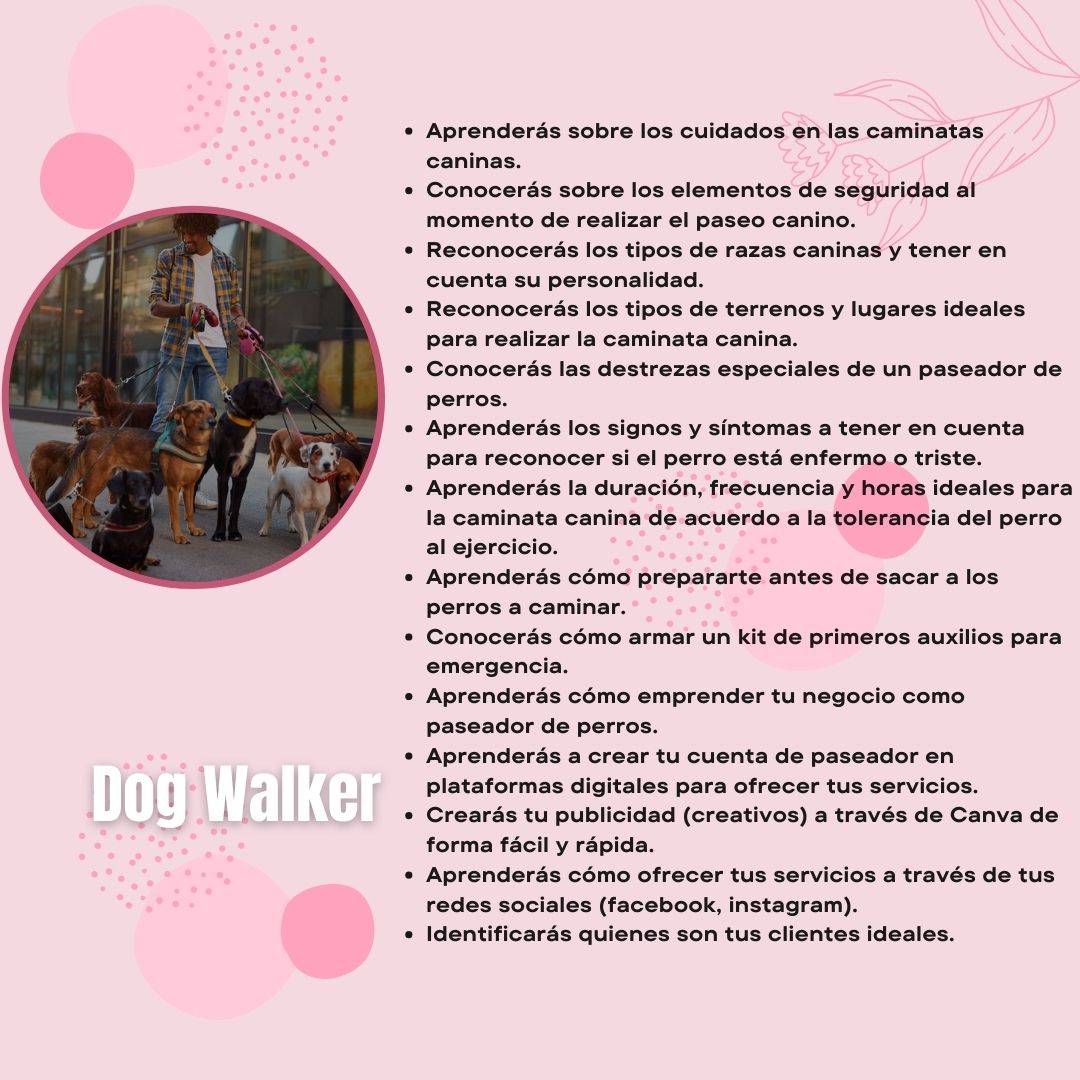 • Aprenderás sobre los cuidados en las caminatas
caninas.
• Conocerás sobre los elementos de seguridad al
momento de realizar el paseo canino.
• Reconocerás los tipos de razas caninas y tener en
cuenta su personalidad.
• Reconocerás los tipos de terrenos y lugares ideales
para realizar la caminata canina.
• Conocerás las destrezas especiales de un paseador de
perros.
• Aprenderás los signos y síntomas a tener en cuenta
para reconocer si el perro está enfermo o triste.
• Aprenderás la duración, frecuencia y horas ideales para
la caminata canina de acuerdo a la tolerancia del perro
al ejercicio.
• Aprenderás cómo prepararte antes de sacar a los
perros a caminar.
• Conocerás cómo armar un kit de primeros auxilios para
emergencia.
• Aprenderás cómo emprender tu negocio como
paseador de perros.
• Aprenderás a crear tu cuenta de paseador en
plataformas digitales para ofrecer tus servicios.
• Crearás tu publicidad (creativos) a través de Canva de
forma fácil y rápida.
• Aprenderás cómo ofrecer tus servicios a través de tus
redes sociales (facebook, instagram).
• Identificarás quienes son tus clientes ideales.
Dog Walker